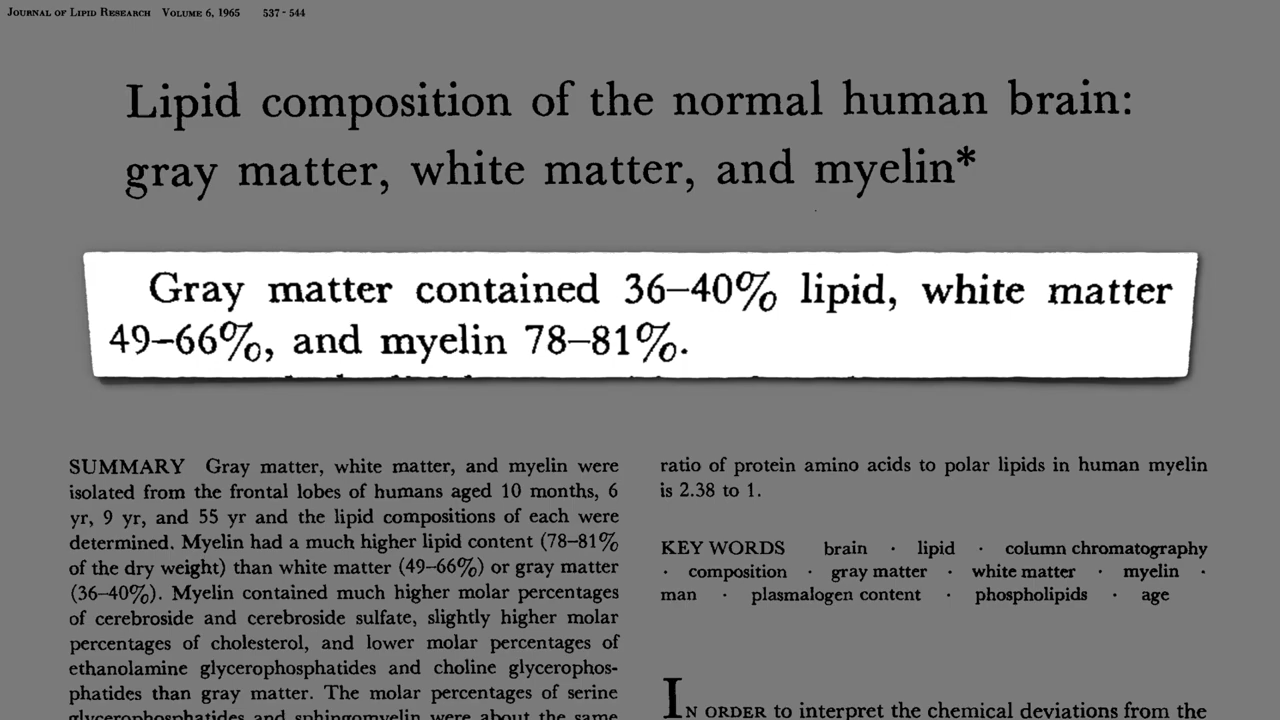 JOURNAL OF LIPID RESEARCH VOLUME 6, 1965 537 - 544
Lipid composition of the normal human brain:
gray matter, white matter, and myelin*
Gray matter contained 36–40% lipid, white matter
49–66%, and myelin 78–81%.
SUMMARY Gray matter, white matter, and myelin were
isolated from the frontal lobes of humans aged 10 months, 6
yr, 9 yr, and 55 yr and the lipid compositions of each were
determined. Myelin had a much higher lipid content (78–81%
of the dry weight) than white matter (49–66%) or gray matter
(36–40%). Myelin contained much higher molar percentages
of cerebroside and cerebroside sulfate, slightly higher molar
percentages of cholesterol, and lower molar percentages of
ethanolamine glycerophosphatides and choline glycerophos-
phatides than gray matter. The molar percentages of serine
glycerophosphatides and sphingomyelin were about the same
ratio of protein amino acids to polar lipids in human myelin
is 2.38 to 1.
KEY WORDS brain · lipid · column chromatography
· composition · gray matter · white matter · myelin ·
man · plasmalogen content · phospholipids · age
IN ORDER to interpret the chemical deviations from the